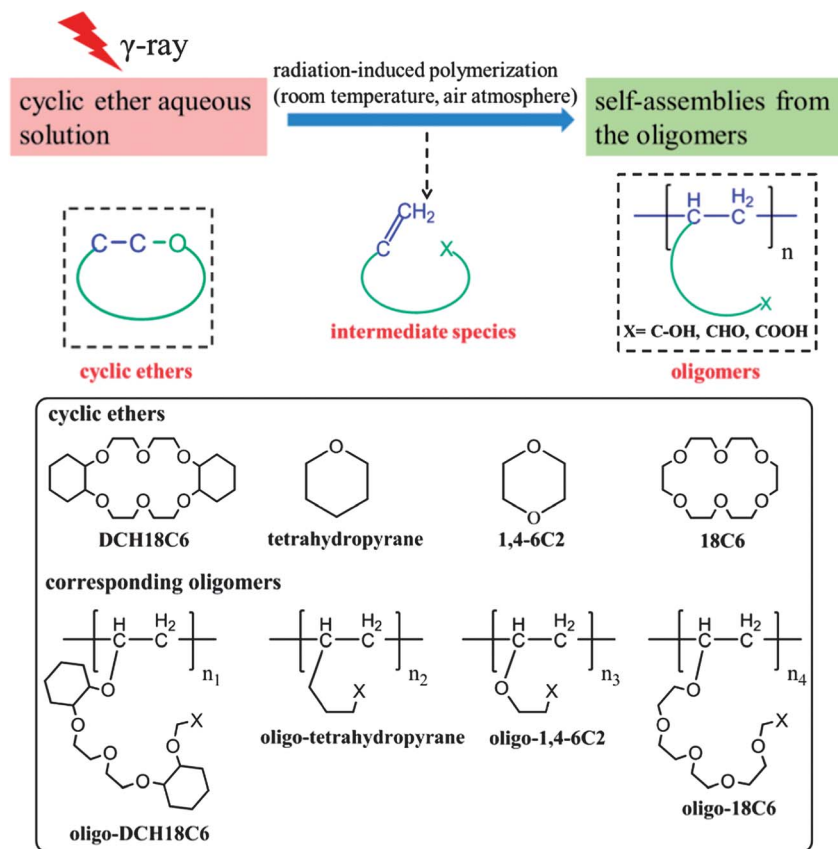 γ-ray
cyclic ether aqueous
solution
radiation-induced polymerization
(room temperature, air atmosphere)
self-assemblies from
the oligomers
C-C-O
cyclic ethers
CH2
C
X
intermediate species
H H2
C C
n
X
X= C-OH, CHO, COOH
oligomers
cyclic ethers
O O O
O O O
DCH18C6
O
tetrahydropyrane
O
O
1,4-6C2
O O O
O O O
18C6
corresponding oligomers
H H2
C C
n1
O
O
X
O
O
O
oligo-DCH18C6
H H2
C C
n2
X
oligo-tetrahydropyrane
H H2
C C
n3
O
X
oligo-1,4-6C2
H H2
C C
n4
O
O
X
O
O
O
O
oligo-18C6